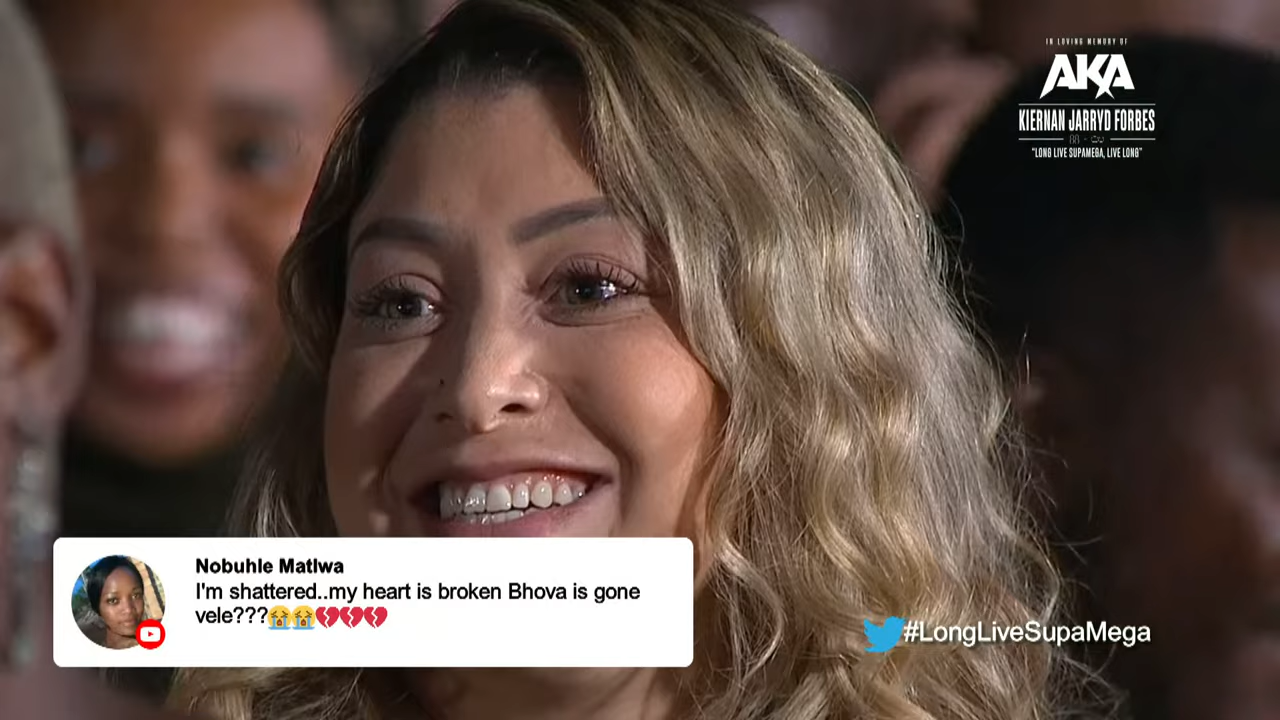 IN LOVING MEMORY OF
AKA
KIERNAN JARRYD FORBES
"LONG LIVE SUPAMEGA, LIVE LONG"
Nobuhle Matlwa
I'm shattered..my heart is broken Bhova is gone
vele???😭😭💔💔💔
#LongLiveSupaMega